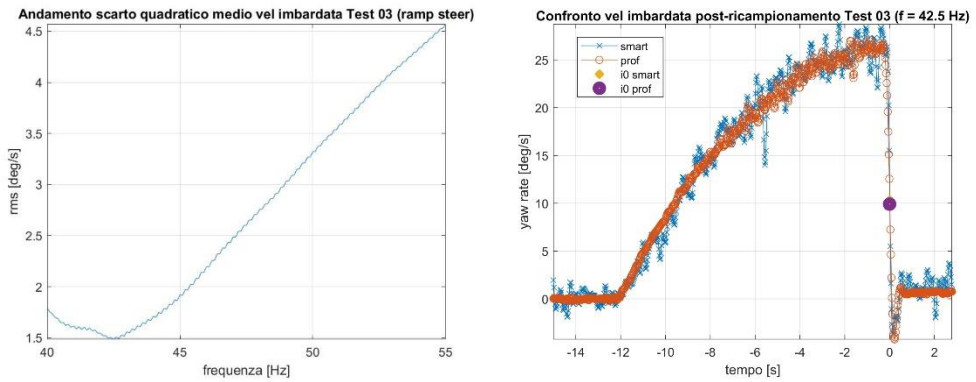 Andamento scarto quadratico medio vel imbardata Test 03 (ramp steer)
4.5
4
3.5
3
2.5
2
1.5
rms [deg/s]
40
45
50
55
frequenza [Hz]
Confronto vel imbardata post-ricampionamento Test 03 (f = 42.5 Hz)
smart
prof
i0 smart
i0 prof
25
20
15
10
5
0
yaw rate [deg/s]
-14
-12
-10
-8
-6
-4
-2
0
2
tempo [s]